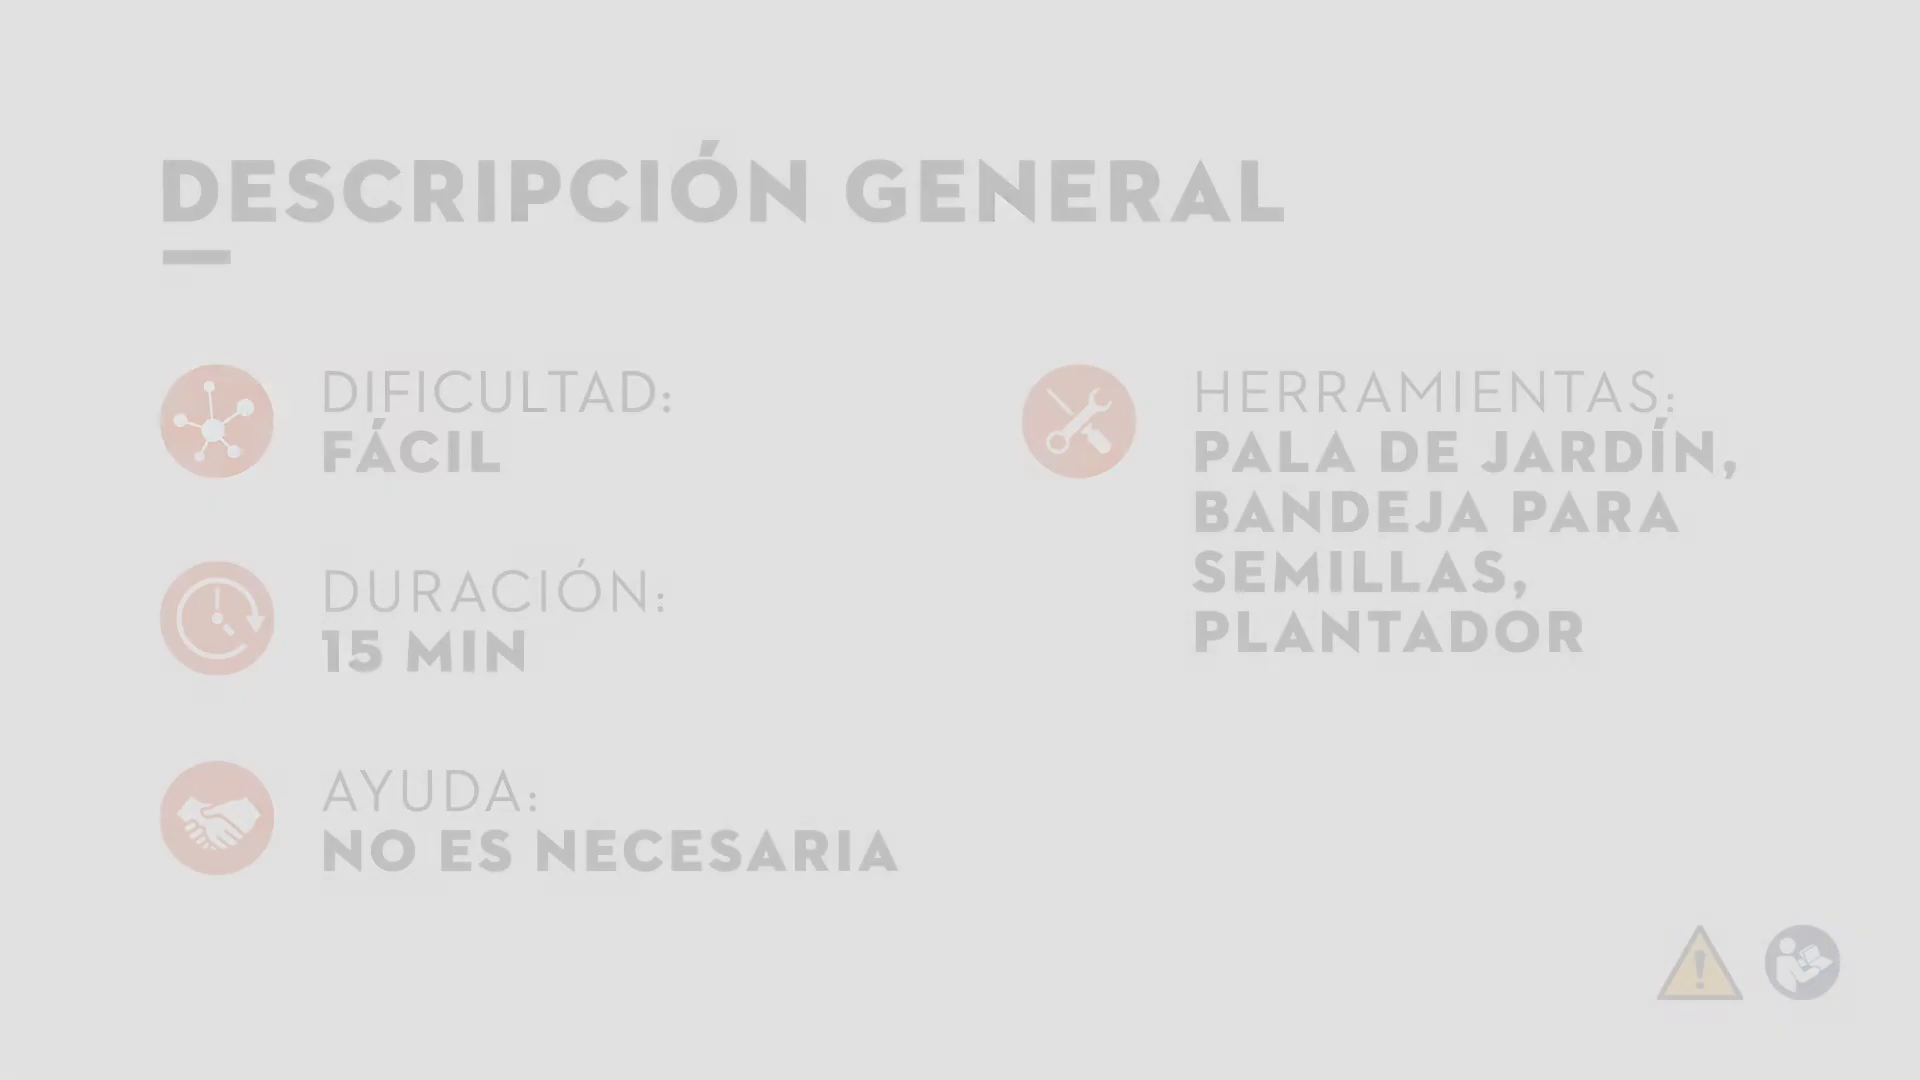 DESCRIPCIÓN GENERAL
DIFICULTAD:
FÁCIL
DURACIÓN:
15 MIN
AYUDA:
NO ES NECESARIA
HERRAMIENTAS:
PALA DE JARDÍN,
BANDEJA PARA
SEMILLAS,
PLANTADOR